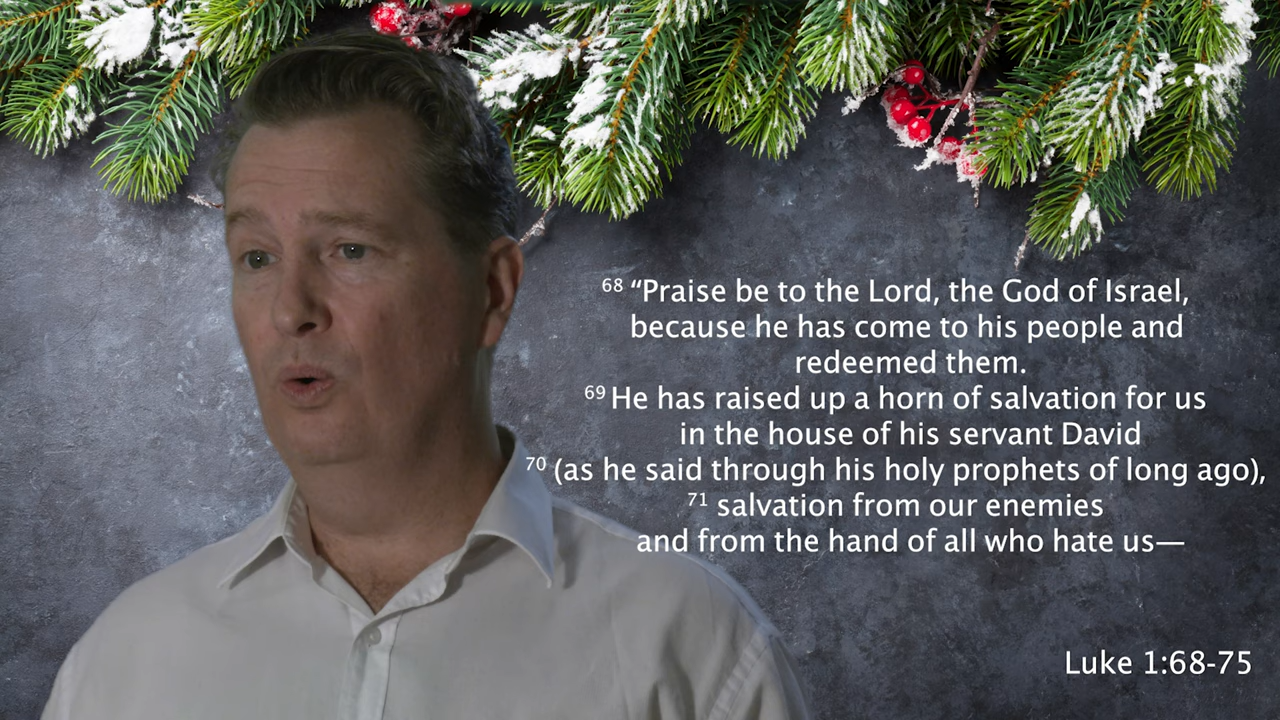 68 “Praise be to the Lord, the God of Israel,
because he has come to his people and
redeemed them.
69 He has raised up a horn of salvation for us
in the house of his servant David
70 (as he said through his holy prophets of long ago),
71 salvation from our enemies
and from the hand of all who hate us—
Luke 1:68-75